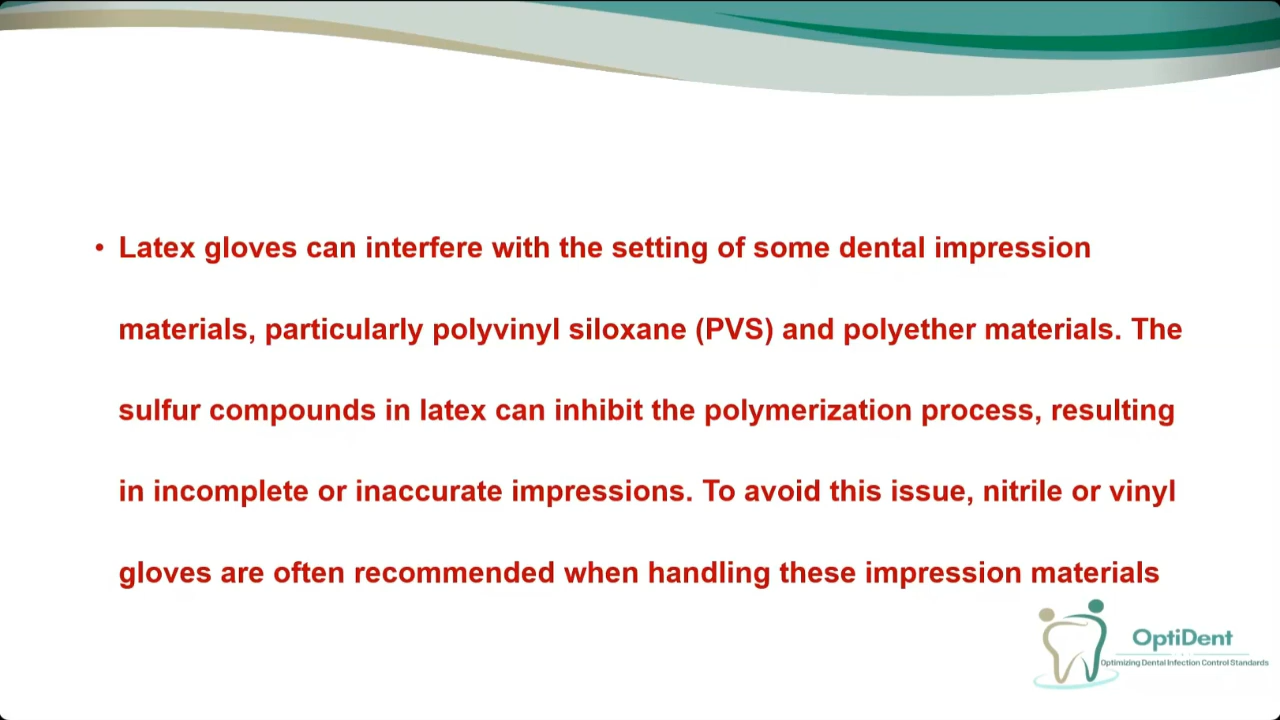 • Latex gloves can interfere with the setting of some dental impression
materials, particularly polyvinyl siloxane (PVS) and polyether materials. The
sulfur compounds in latex can inhibit the polymerization process, resulting
in incomplete or inaccurate impressions. To avoid this issue, nitrile or vinyl
gloves are often recommended when handling these impression materials
OptiDent
Optimizing Dental Infection Control Standards